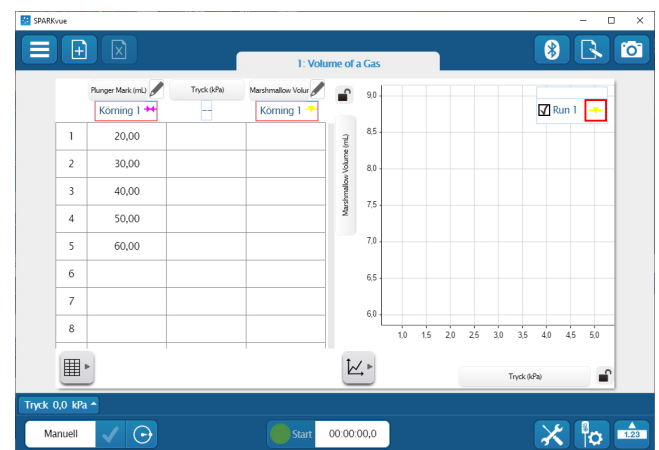 SPARKvue
1: Volume of a Gas
Plunger Mark (mL) Tryck (kPa) Marshmallow Volur
Körning 1 -- Körning 1
1 20,00
2 30,00
3 40,00
4 50,00
5 60,00
6
7
8
Marshmallow Volume (mL)
9,0
8,5
8,0
7,5
7,0
6,5
6,0
Run 1
1,0 1,5 2,0 2,5 3,0 3,5 4,0 4,5 5,0
Tryck (kPa)
Tryck 0,0 kPa
Manuell
Start 00:00:00,0
1.23